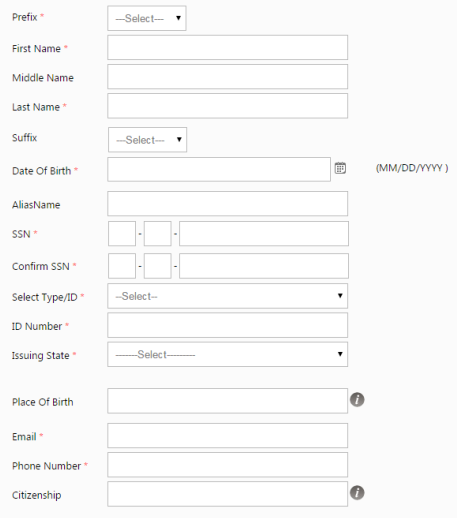 Prefix * ---Select---
First Name *
Middle Name
Last Name *
Suffix ---Select---
Date Of Birth * (MM/DD/YYYY )
AliasName
SSN * - -
Confirm SSN * - -
Select Type/ID * --Select--
ID Number *
Issuing State * -------Select---------
Place Of Birth i
Email *
Phone Number *
Citizenship i